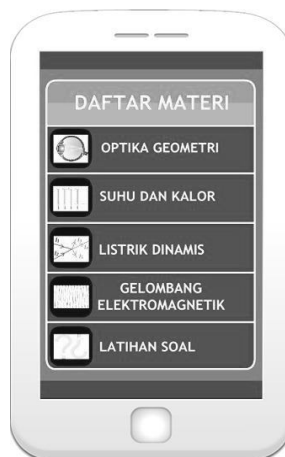 DAFTAR MATERI
OPTIKA GEOMETRI
SUHU DAN KALOR
LISTRIK DINAMIS
GELOMBANG
ELEKTROMAGNETIK
LATIHAN SOAL